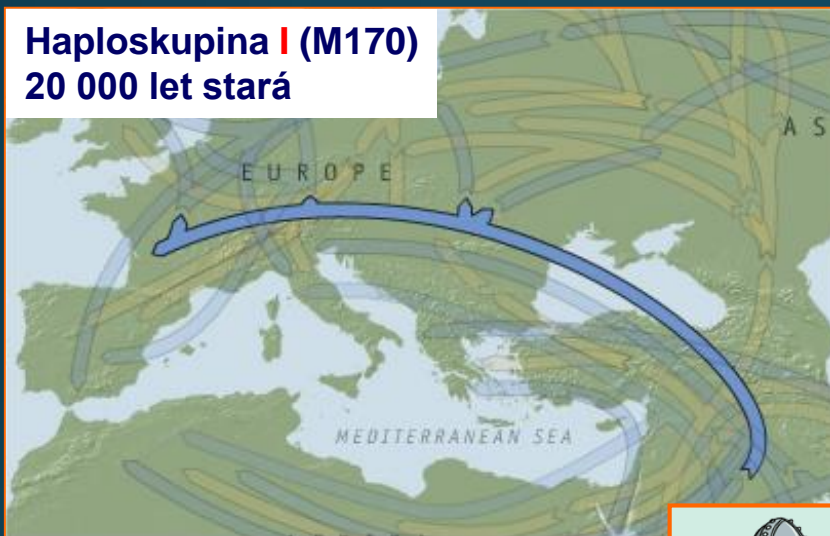 Haploskupina I (M170)
20 000 let stará
EUROPE
AS
MEDITERRANEAN SEA